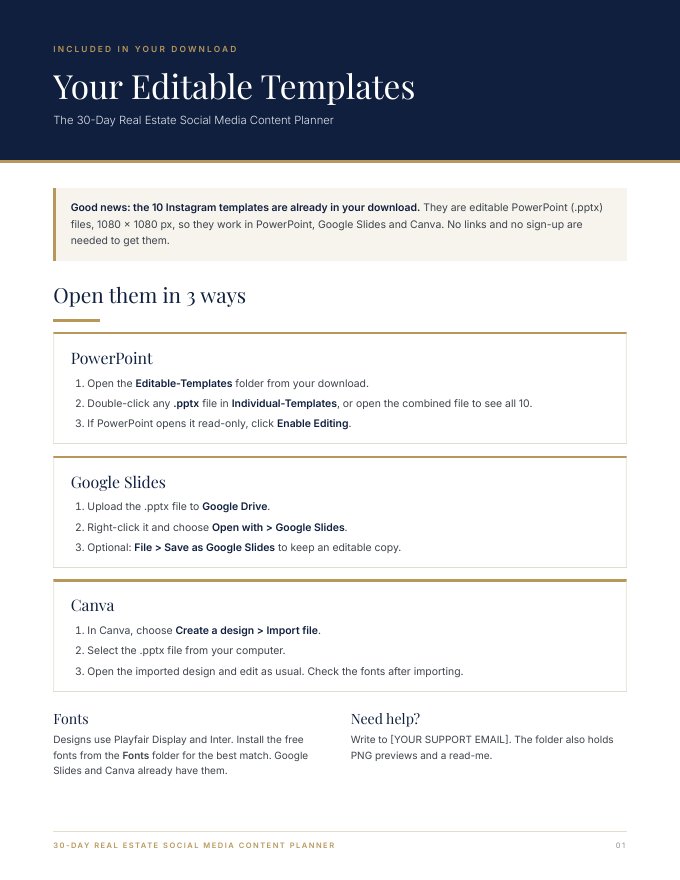 INCLUDED IN YOUR DOWNLOAD
Your Editable Templates
The 30-Day Real Estate Social Media Content Planner
Good news: the 10 Instagram templates are already in your download. They are editable PowerPoint (.pptx)
files, 1080 × 1080 px, so they work in PowerPoint, Google Slides and Canva. No links and no sign-up are
needed to get them.
Open them in 3 ways
PowerPoint
1. Open the Editable-Templates folder from your download.
2. Double-click any .pptx file in Individual-Templates, or open the combined file to see all 10.
3. If PowerPoint opens it read-only, click Enable Editing.
Google Slides
1. Upload the .pptx file to Google Drive.
2. Right-click it and choose Open with > Google Slides.
3. Optional: File > Save as Google Slides to keep an editable copy.
Canva
1. In Canva, choose Create a design > Import file.
2. Select the .pptx file from your computer.
3. Open the imported design and edit as usual. Check the fonts after importing.
Fonts
Designs use Playfair Display and Inter. Install the free
fonts from the Fonts folder for the best match. Google
Slides and Canva already have them.
Need help?
Write to [YOUR SUPPORT EMAIL]. The folder also holds
PNG previews and a read-me.
30-DAY REAL ESTATE SOCIAL MEDIA CONTENT PLANNER
01